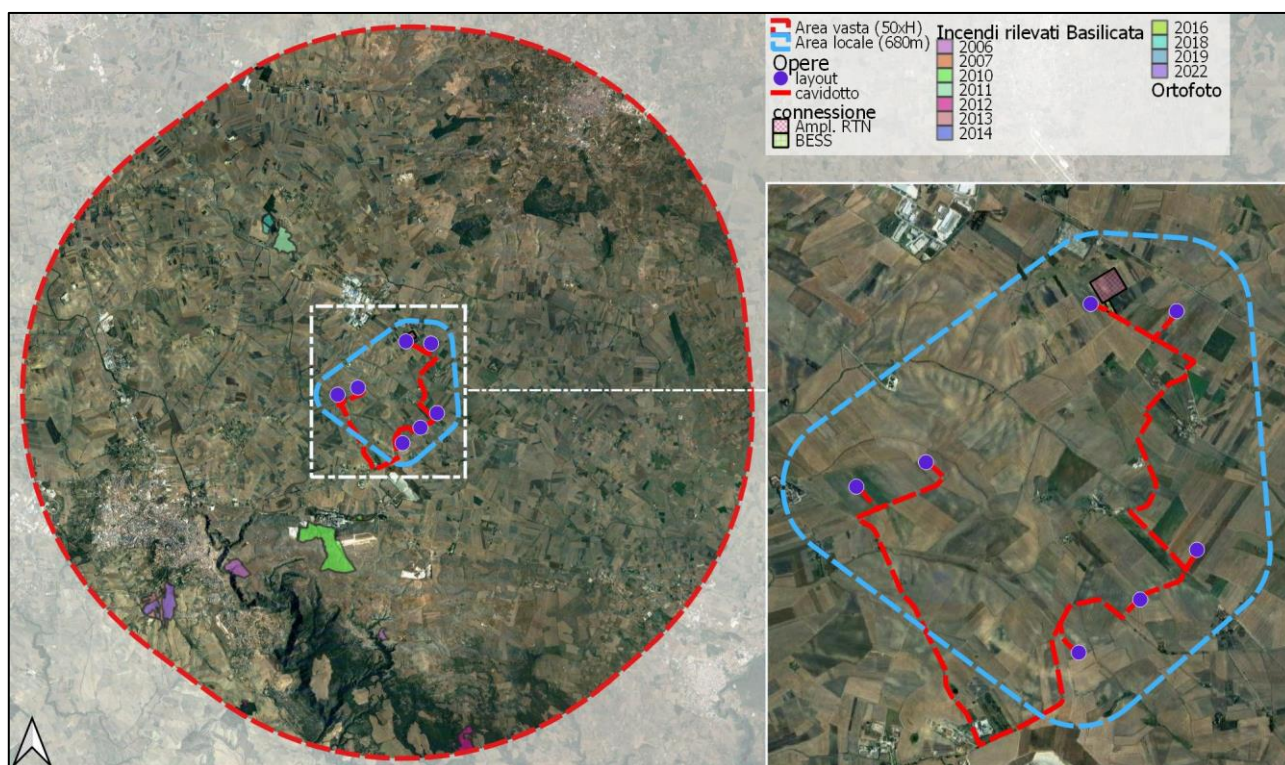 Area vasta (50xH)
Area locale (680m)
Opere
layout
cavidotto
connessione
Ampl. RTN
BESS
Incendi rilevati Basilicata
2006
2007
2010
2011
2012
2013
2014
2016
2018
2019
2022
Ortofoto